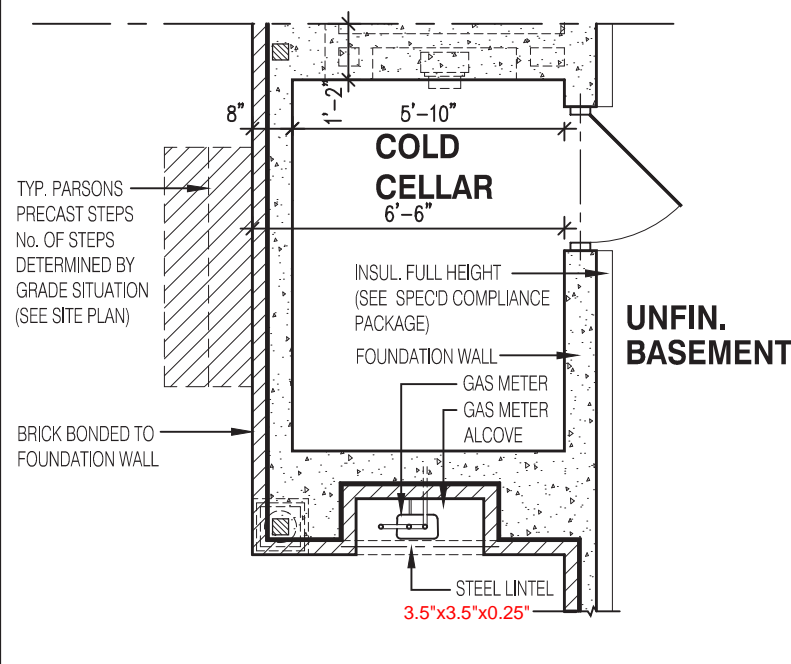 8"
1'-2"
5'-10"
COLD
CELLAR
6'-6"
TYP. PARSONS
PRECAST STEPS
No. OF STEPS
DETERMINED BY
GRADE SITUATION
(SEE SITE PLAN)
INSUL. FULL HEIGHT
(SEE SPEC'D COMPLIANCE
PACKAGE)
UNFIN.
BASEMENT
FOUNDATION WALL
GAS METER
GAS METER
ALCOVE
BRICK BONDED TO
FOUNDATION WALL
STEEL LINTEL
3.5"x3.5"x0.25"